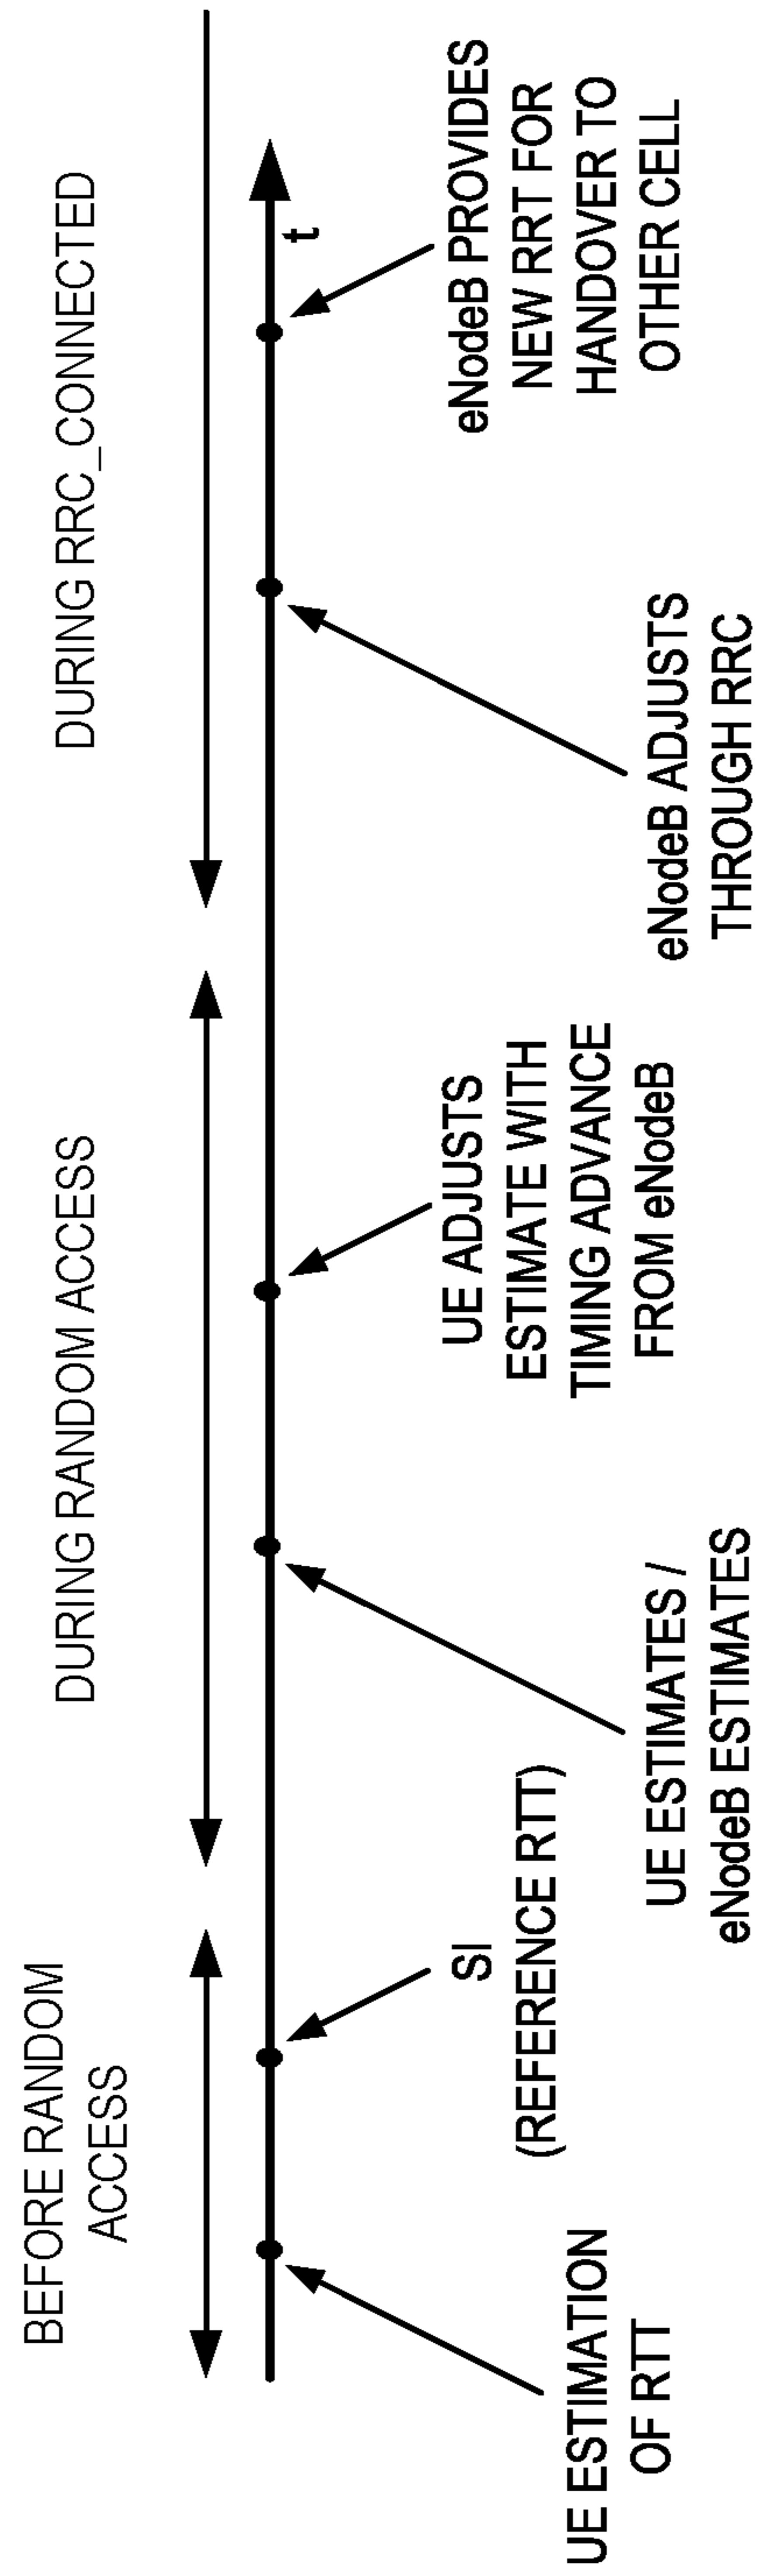 BEFORE RANDOM
ACCESS
DURING RANDOM ACCESS
DURING RRC_CONNECTED
t
UE ESTIMATION
OF RTT
SI
(REFERENCE RTT)
UE ESTIMATES /
eNodeB ESTIMATES
UE ADJUSTS
ESTIMATE WITH
TIMING ADVANCE
FROM eNodeB
eNodeB ADJUSTS
THROUGH RRC
eNodeB PROVIDES
NEW RRT FOR
HANDOVER TO
OTHER CELL